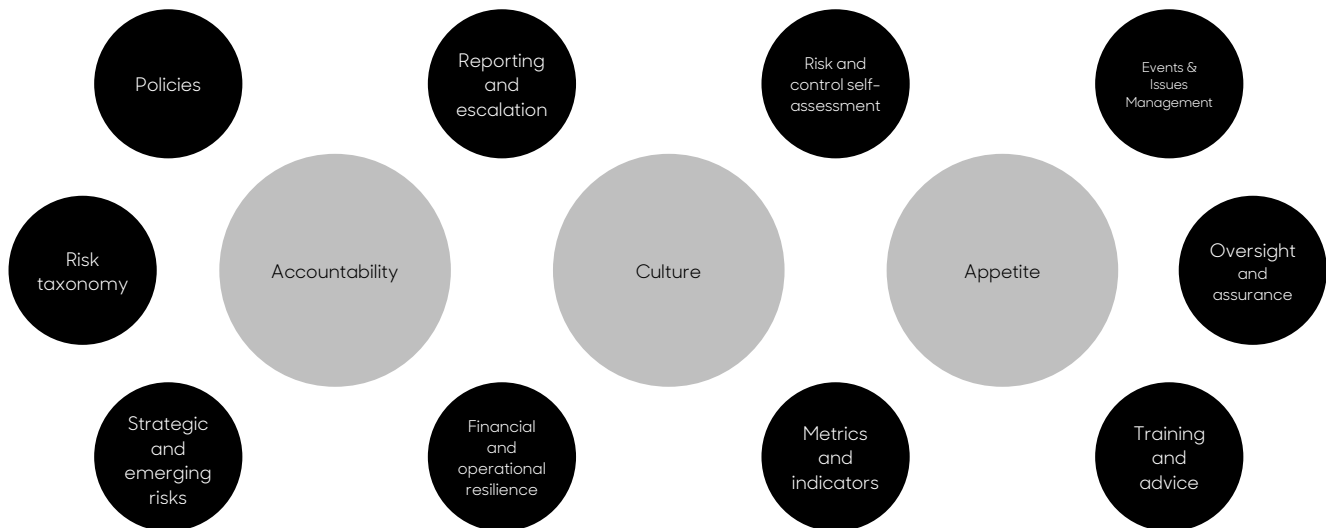 Policies
Reporting
and
escalation
Risk and
control self-
assessment
Events &
Issues
Management
Risk
taxonomy
Accountability
Culture
Appetite
Oversight
and
assurance
Strategic
and
emerging
risks
Financial
and
operational
resilience
Metrics
and
indicators
Training
and
advice